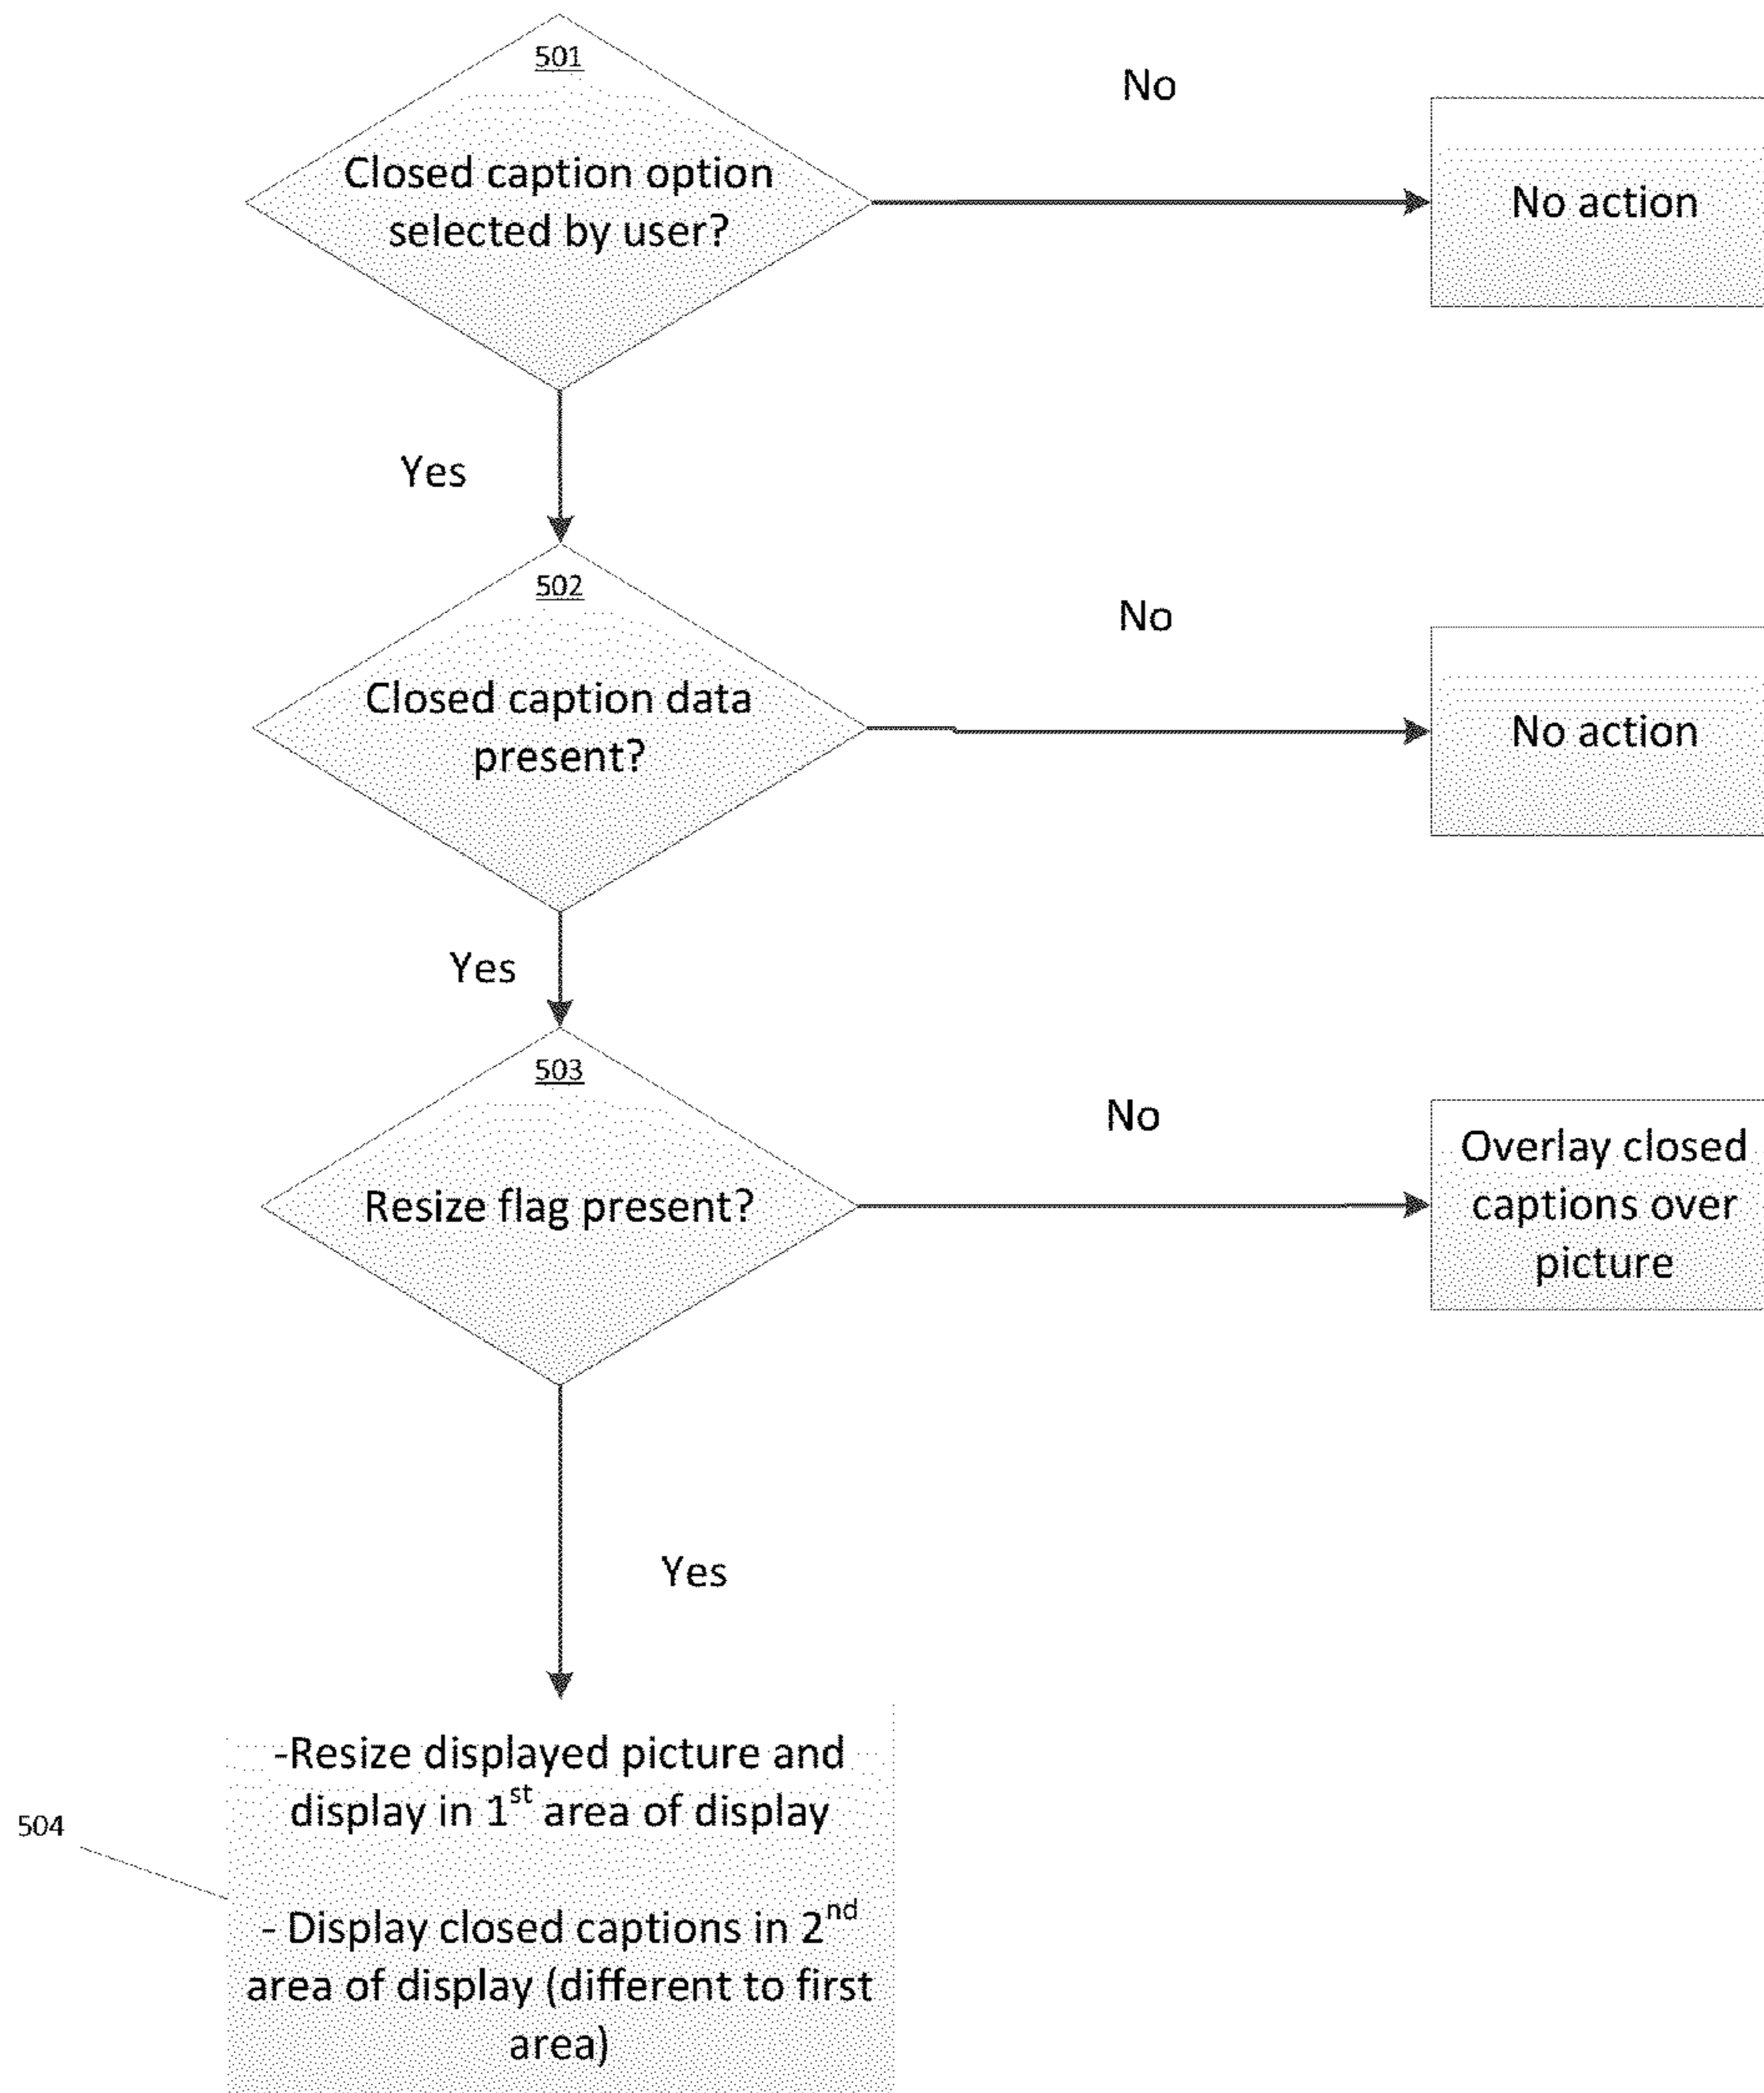 501
No
Closed caption option
selected by user?
No action
Yes
502
No
Closed caption data
present?
No action
Yes
503
No
Resize flag present?
Overlay closed
captions over
picture
Yes
-Resize displayed picture and
display in 1st area of display
504
- Display closed captions in 2nd
area of display (different to first
area)